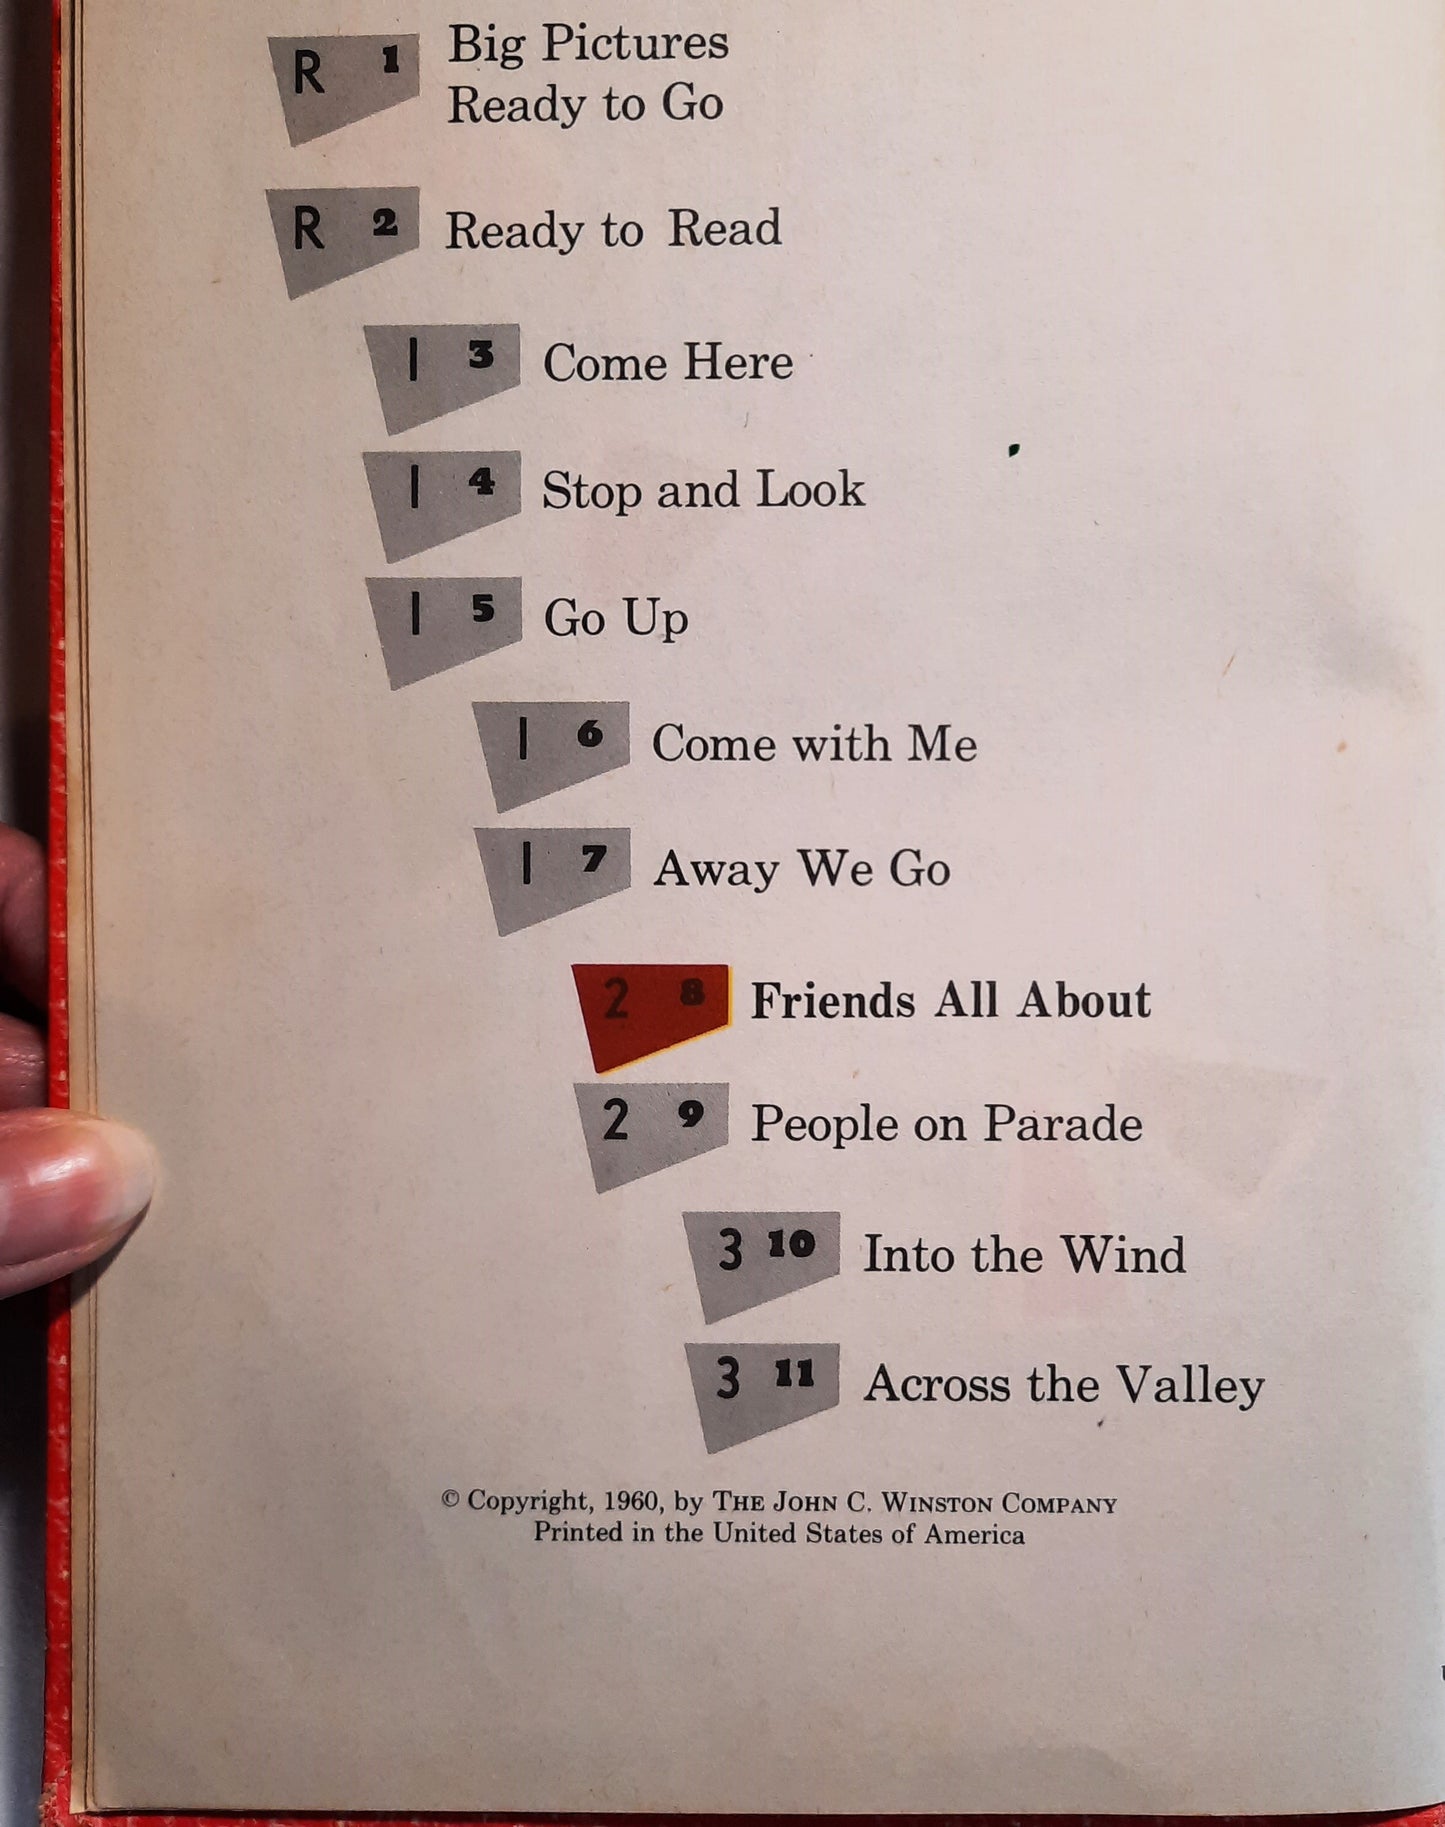 R 1 Big Pictures
Ready to Go
R 2 Ready to Read
1 3 Come Here
1 4 Stop and Look
1 5 Go Up
1 6 Come with Me
1 7 Away We Go
2 8 Friends All About
2 9 People on Parade
3 10 Into the Wind
3 11 Across the Valley
© Copyright, 1960, by THE JOHN C. WINSTON COMPANY
Printed in the United States of America